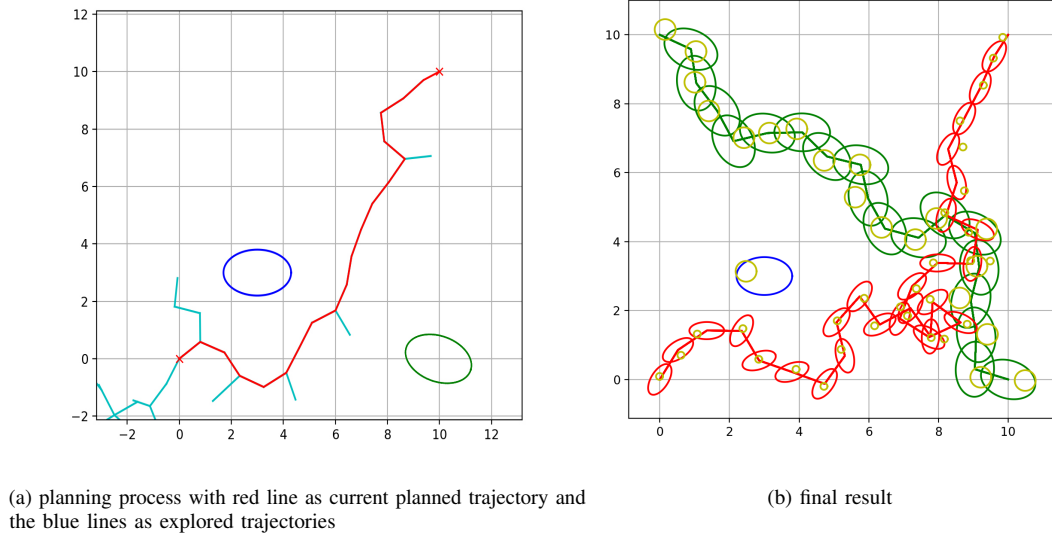 12
10
8
6
4
2
0
−2
−2 0 2 4 6 8 10 12
10
8
6
4
2
0
0 2 4 6 8 10
(a) planning process with red line as current planned trajectory and
the blue lines as explored trajectories
(b) final result